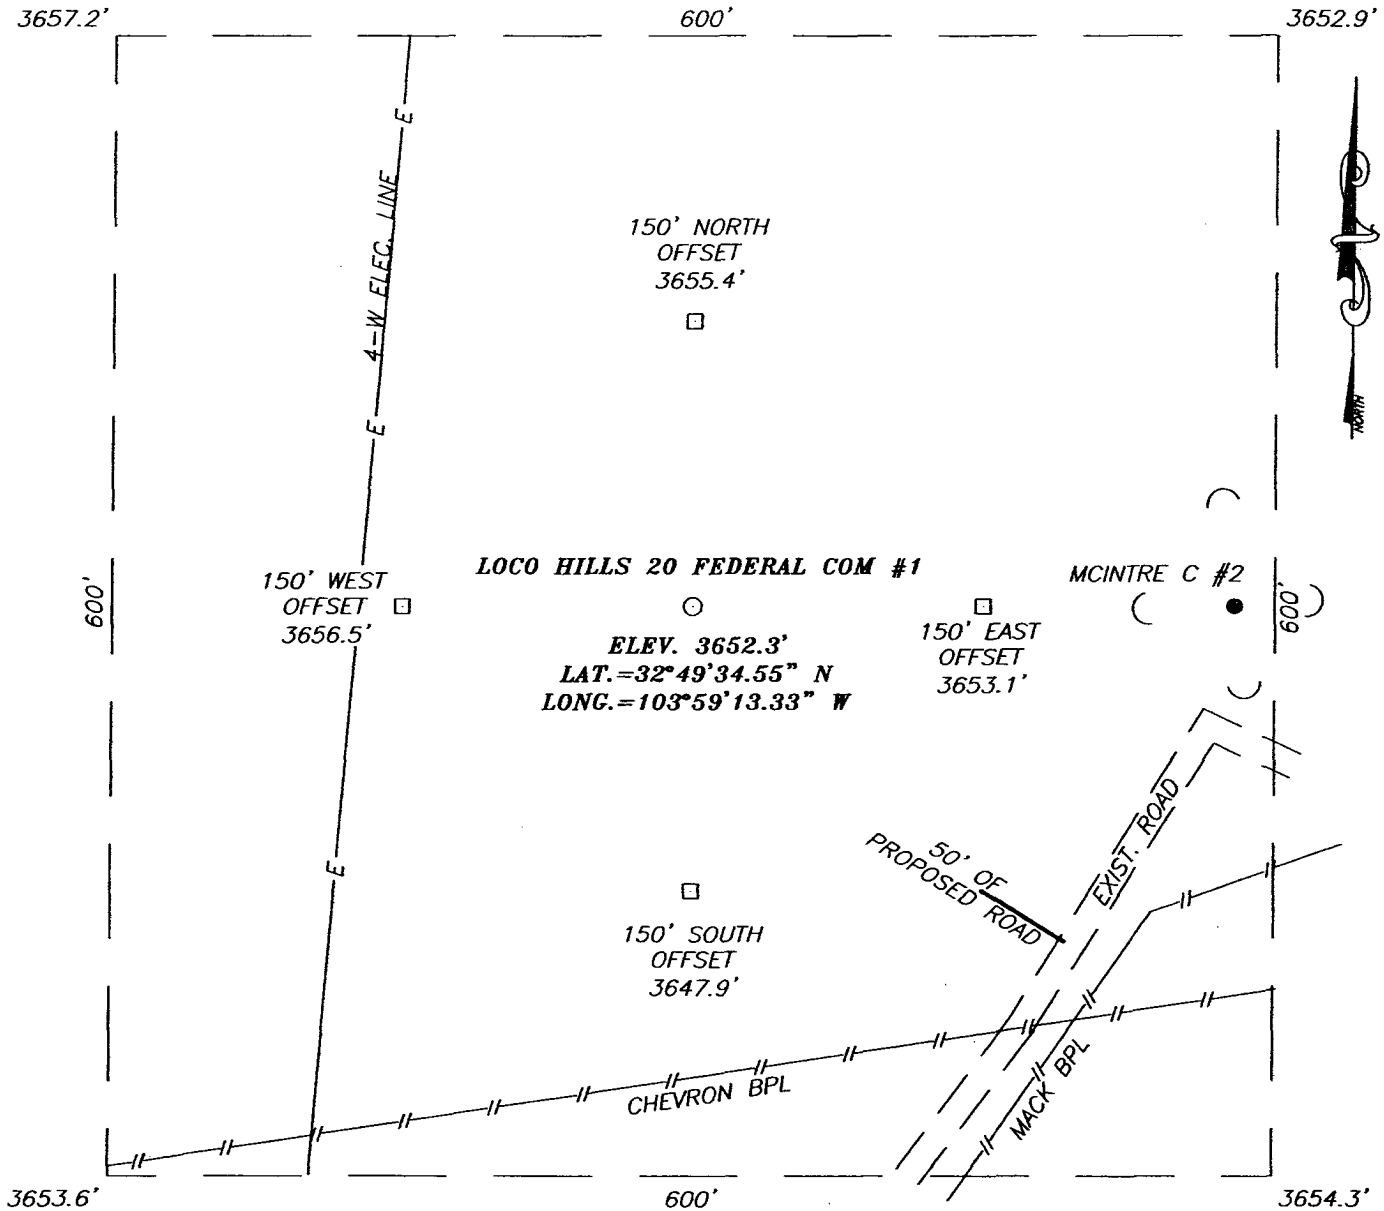 3657.2'
600'
3652.9'
E
4-W ELEC. LINE
E
150' NORTH
OFFSET
3655.4'
NORTH
600'
150' WEST
OFFSET
3656.5'
LOCO HILLS 20 FEDERAL COM #1
ELEV. 3652.3'
LAT.=32°49'34.55" N
LONG.=103°59'13.33" W
150' EAST
OFFSET
3653.1'
MCINTRE C #2
600'
E
50' OF
PROPOSED ROAD
EXIST. ROAD
150' SOUTH
OFFSET
3647.9'
CHEVRON BPL
MACK BPL
3653.6'
600'
3654.3'